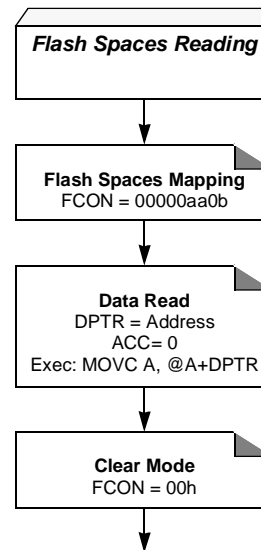 Flash Spaces Reading
Flash Spaces Mapping
FCON = 00000aa0b
Data Read
DPTR = Address
ACC= 0
Exec: MOVC A, @A+DPTR
Clear Mode
FCON = 00h